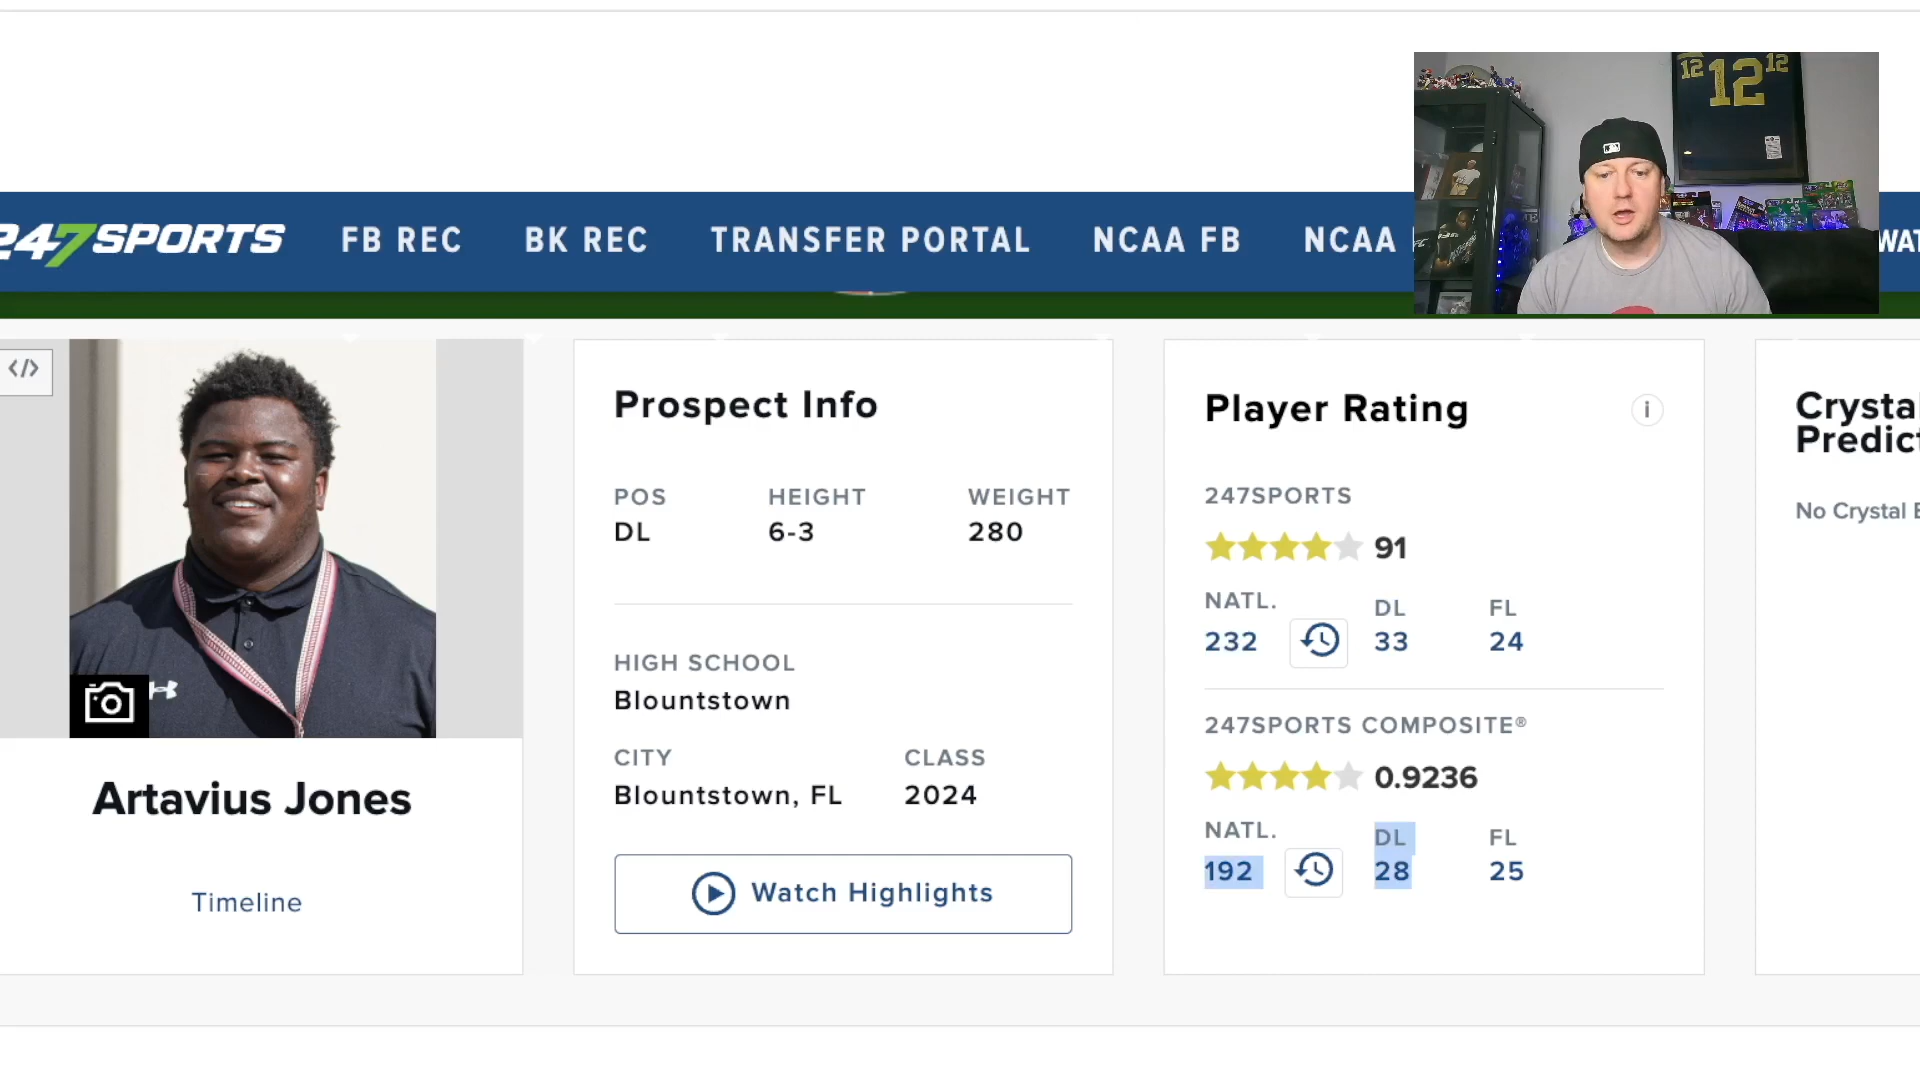 12 12 12
247SPORTS FB REC BK REC TRANSFER PORTAL NCAA FB NCAA WAT
</>
Prospect Info
POS HEIGHT WEIGHT
DL 6-3 280
HIGH SCHOOL
Blountstown
CITY CLASS
Blountstown, FL 2024
Watch Highlights
Artavius Jones
Timeline
Player Rating i
247SPORTS
91
NATL. DL FL
232 33 24
247SPORTS COMPOSITE®
0.9236
NATL. DL FL
192 28 25
Crysta
Predict
No Crystal B